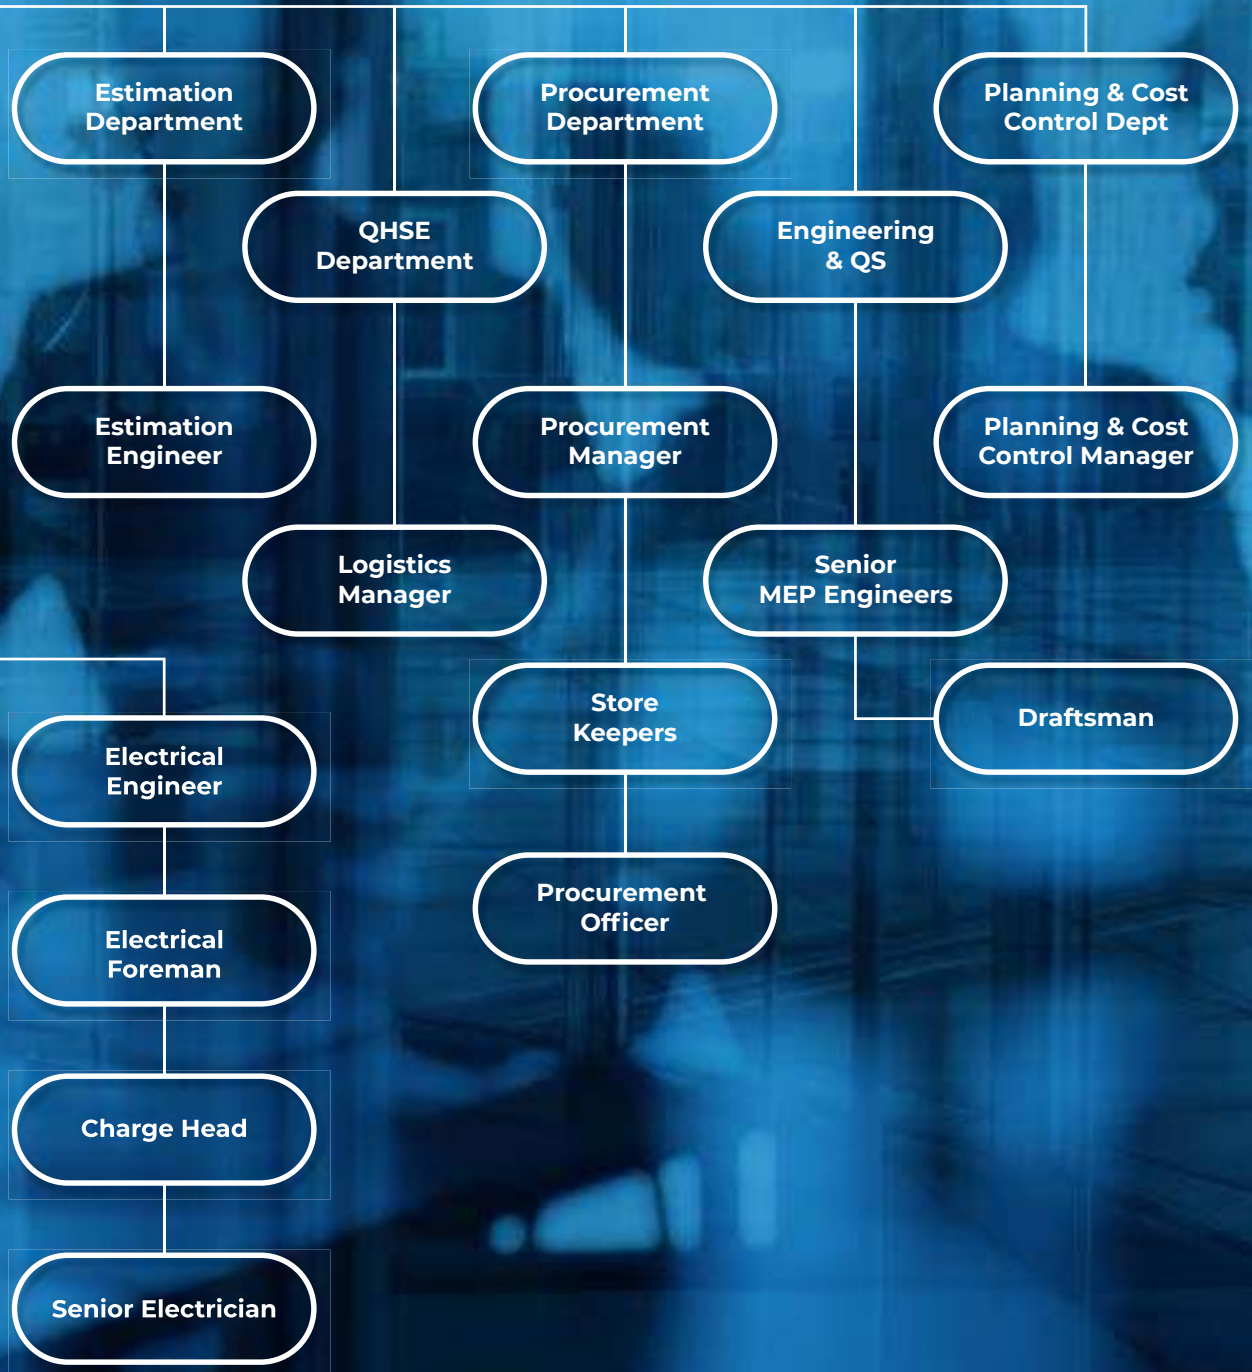 Estimation
Department
Procurement
Department
Planning & Cost
Control Dept
QHSE
Department
Engineering
& QS
Estimation
Engineer
Procurement
Manager
Planning & Cost
Control Manager
Logistics
Manager
Senior
MEP Engineers
Store
Keepers
Draftsman
Electrical
Engineer
Procurement
Officer
Electrical
Foreman
Charge Head
Senior Electrician